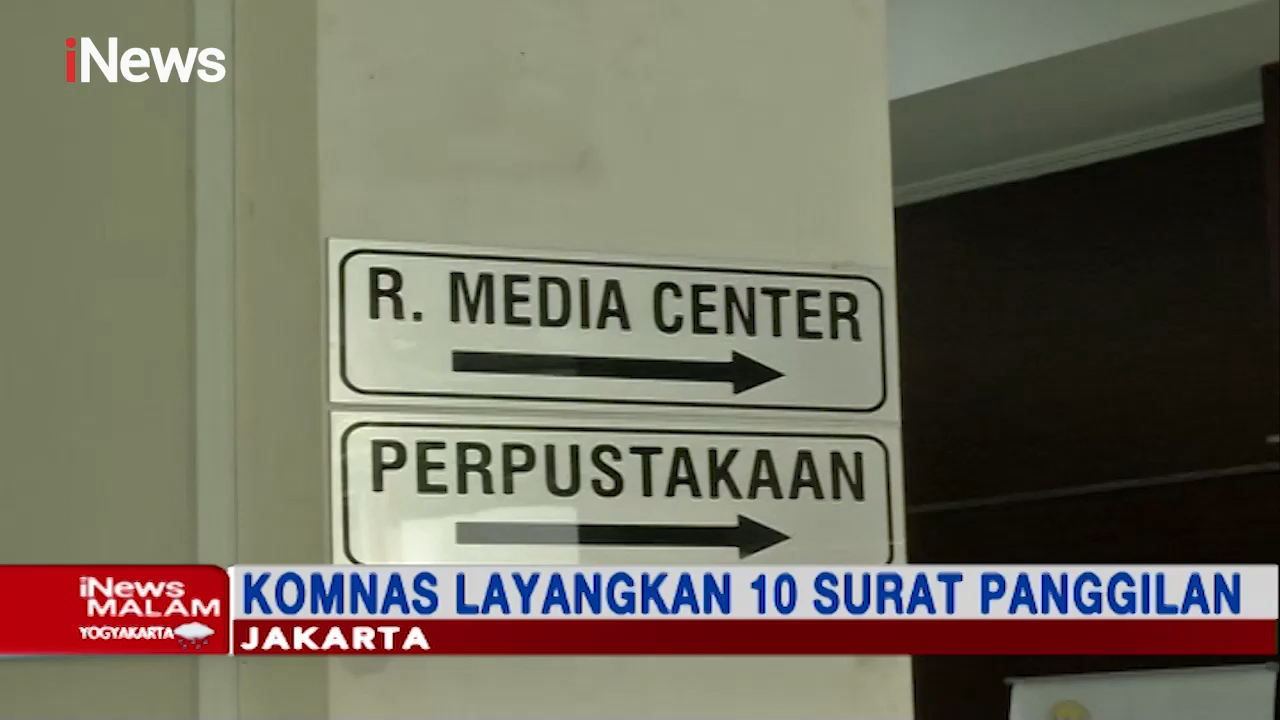 iNews
R. MEDIA CENTER
PERPUSTAKAAN
iNews
MALAM
YOGYAKARTA
KOMNAS LAYANGKAN 10 SURAT PANGGILAN
JAKARTA